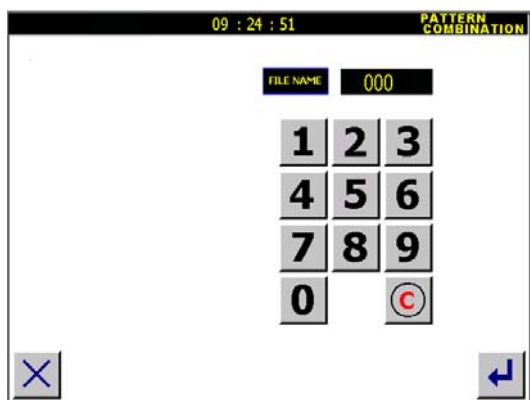 09 : 24 : 51
PATTERN
COMBINATION
FILE NAME 000
1 2 3
4 5 6
7 8 9
0 C